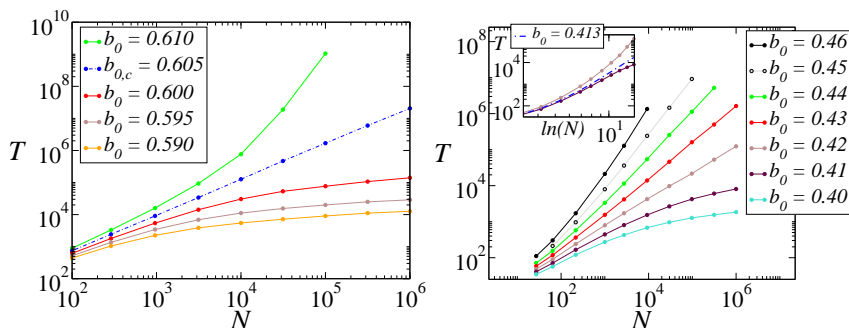 10^10
10^8
10^6
10^4
10^2
T
b_0 = 0.610
b_{0,c} = 0.605
b_0 = 0.600
b_0 = 0.595
b_0 = 0.590
10^2 10^3 10^4 10^5 10^6
N
10^8
10^6
10^4
10^2
T
b_0 = 0.413
T
10^4
10^2
ln(N) 10^1
b_0 = 0.46
b_0 = 0.45
b_0 = 0.44
b_0 = 0.43
b_0 = 0.42
b_0 = 0.41
b_0 = 0.40
10^2 10^4 10^6
N